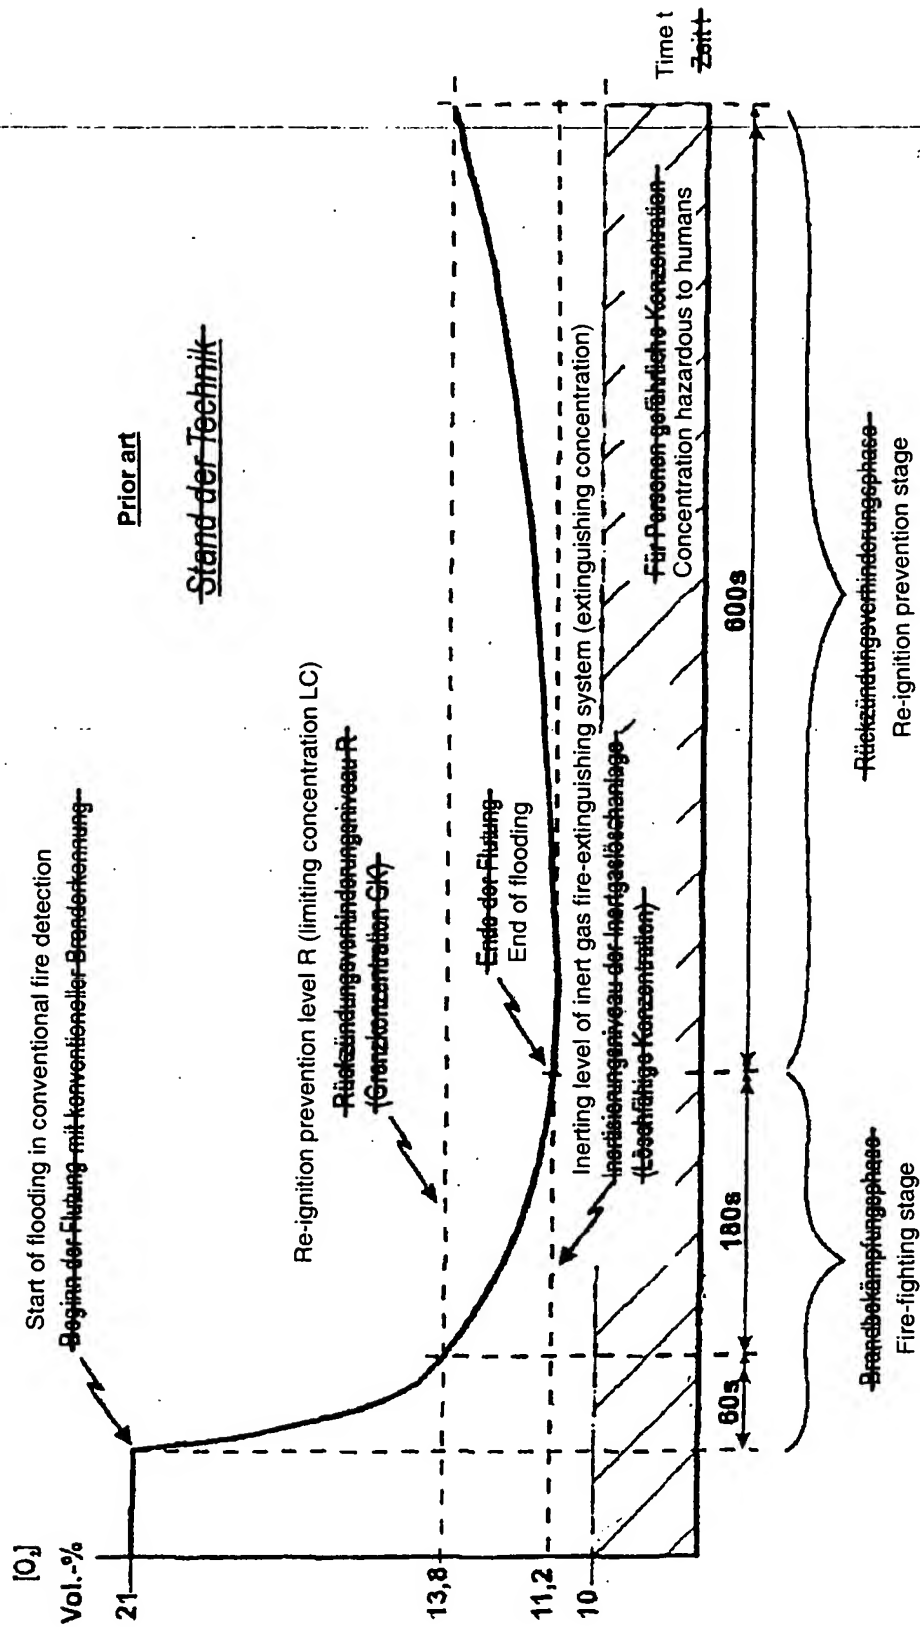 [O₂]
Vol.-%
21
13,8
11,2
10
Start of flooding in conventional fire detection
Beginn der Flutung mit konventioneller Branderkennung
Prior art
Stand der Technik
Re-ignition prevention level R (limiting concentration LC)
Rückzündungsverhinderungsniveau R
(Grenzkonzentration GK)
Ende der Flutung
End of flooding
Inerting level of inert gas fire-extinguishing system (extinguishing concentration)
Inertisierungsniveau der Inertgaslöschanlage
(Löschfähige Konzentration)
Für Personen gefährliche Konzentration
Concentration hazardous to humans
Time t
Zeit t
60s
180s
600s
Brandbekämpfungsphase
Fire-fighting stage
Rückzündungsverhinderungsphase
Re-ignition prevention stage